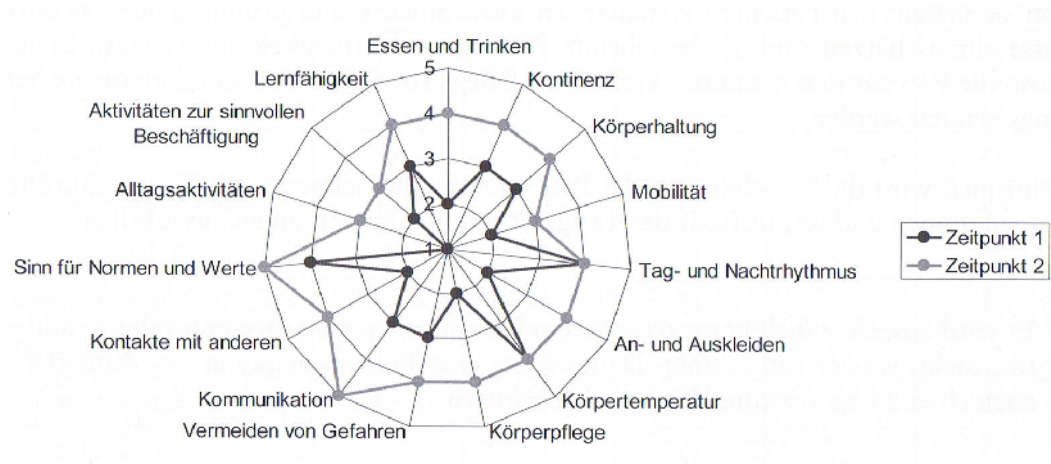 Essen und Trinken
5
Lernfähigkeit
Kontinenz
4
Aktivitäten zur sinnvollen
Beschäftigung
Körperhaltung
3
Alltagsaktivitäten
Mobilität
2
1
Zeitpunkt 1
Zeitpunkt 2
Sinn für Normen und Werte
Tag- und Nachtrhythmus
Kontakte mit anderen
An- und Auskleiden
Kommunikation
Körpertemperatur
Vermeiden von Gefahren
Körperpflege